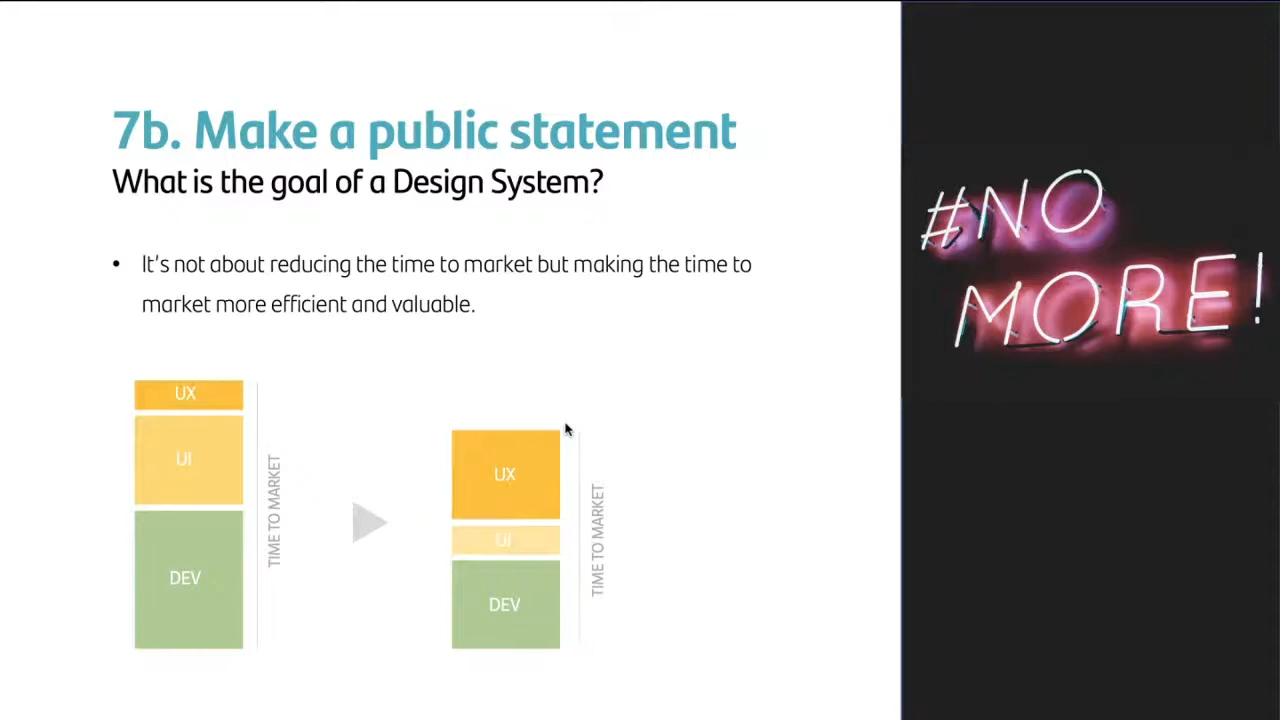 7b. Make a public statement
What is the goal of a Design System?
• It's not about reducing the time to market but making the time to
market more efficient and valuable.
UX
UI
DEV
TIME TO MARKET
UX
UI
DEV
TIME TO MARKET
#NO
MORE!